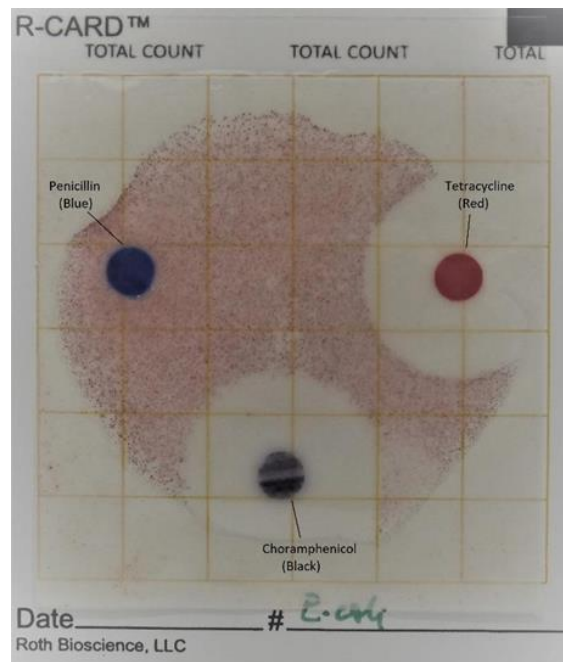 R-CARD™
TOTAL COUNT TOTAL COUNT TOTAL
Penicillin
(Blue)
Tetracycline
(Red)
Choramphenicol
(Black)
Date # E. coli
Roth Bioscience, LLC